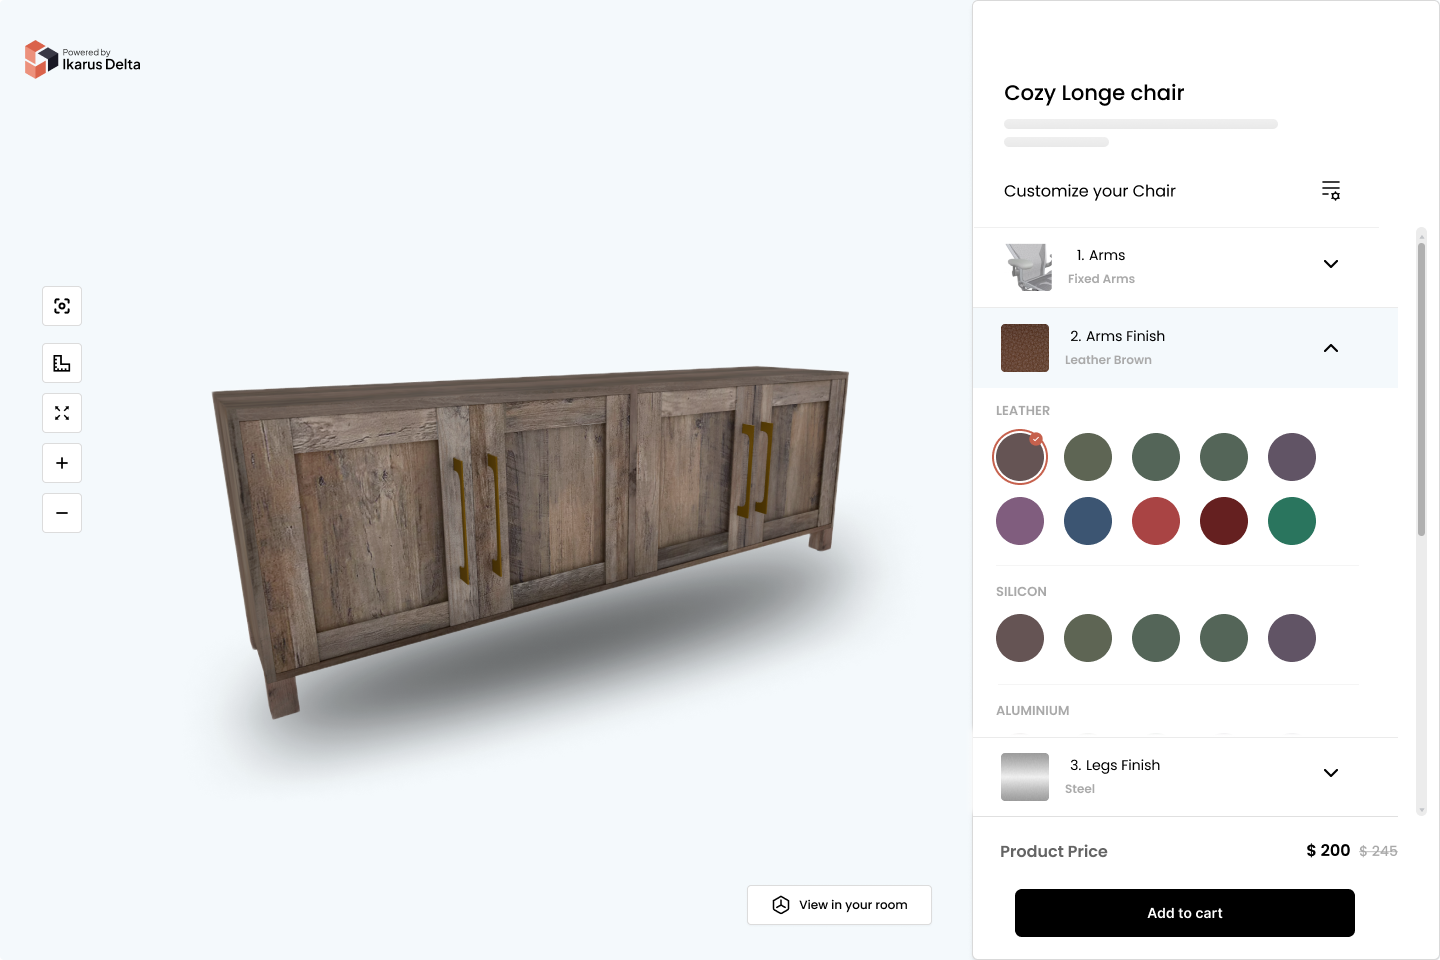 Powered by
Ikarus Delta
Cozy Longe chair
Customize your Chair
1. Arms
Fixed Arms
2. Arms Finish
Leather Brown
LEATHER
SILICON
ALUMINIUM
3. Legs Finish
Steel
Product Price
$ 200 $ 245
View in your room
Add to cart